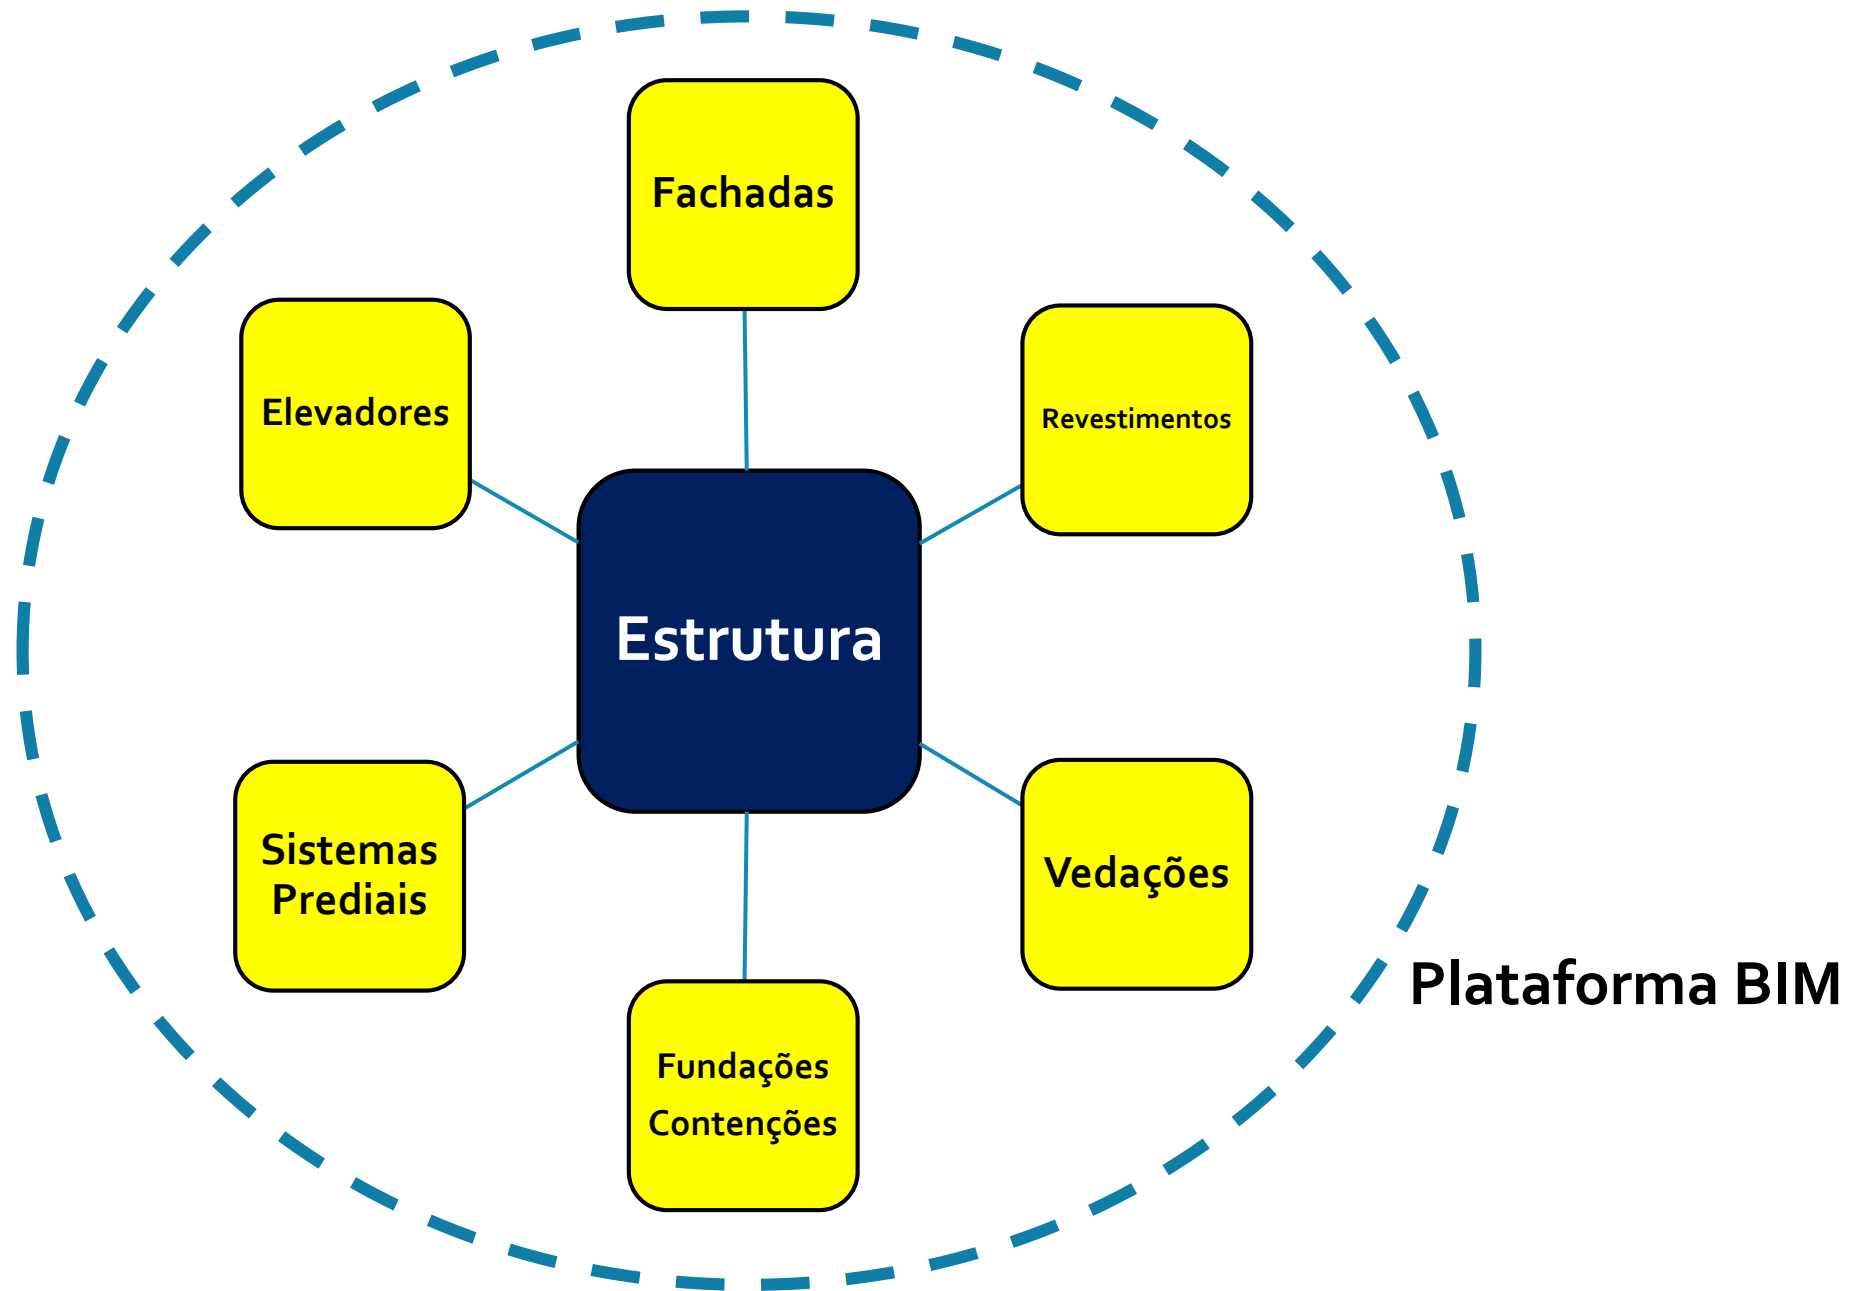 Fachadas
Elevadores
Revestimentos
Estrutura
Sistemas
Prediais
Vedações
Plataforma BIM
Fundações
Contenções